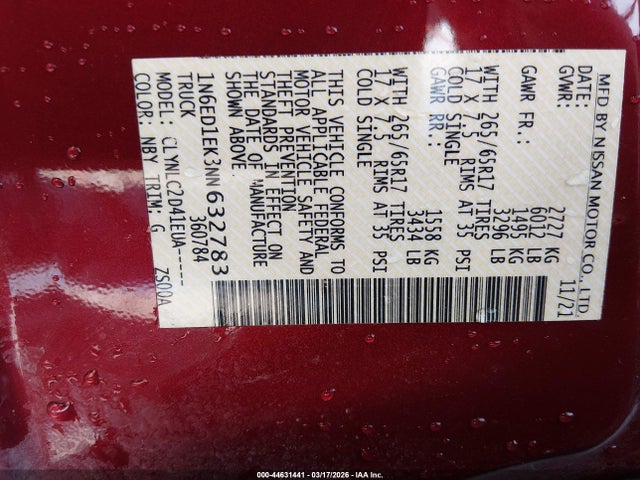 MFD BY NISSAN MOTOR CO., LTD.
DATE: 11/21
GVWR: 2727 KG
6012 LB
GAWR FR.: 1495 KG
3296 LB
WITH 265/65R17 TIRES
17 X 7.5 RIMS AT 35 PSI
COLD SINGLE
GAWR RR.: 1558 KG
3434 LB
WITH 265/65R17 TIRES
17 X 7.5 RIMS AT 35 PSI
COLD SINGLE
THIS VEHICLE CONFORMS TO
ALL APPLICABLE FEDERAL
MOTOR VEHICLE SAFETY AND
THEFT PREVENTION
STANDARDS IN EFFECT ON
THE DATE OF MANUFACTURE
SHOWN ABOVE.
1N6ED1EK3NN632783
TRUCK 360784
MODEL: CLYNLC2D41EUA-----
COLOR: NBY TRIM: G ZS00A
000-44631441 - 03/17/2026 - IAA Inc.